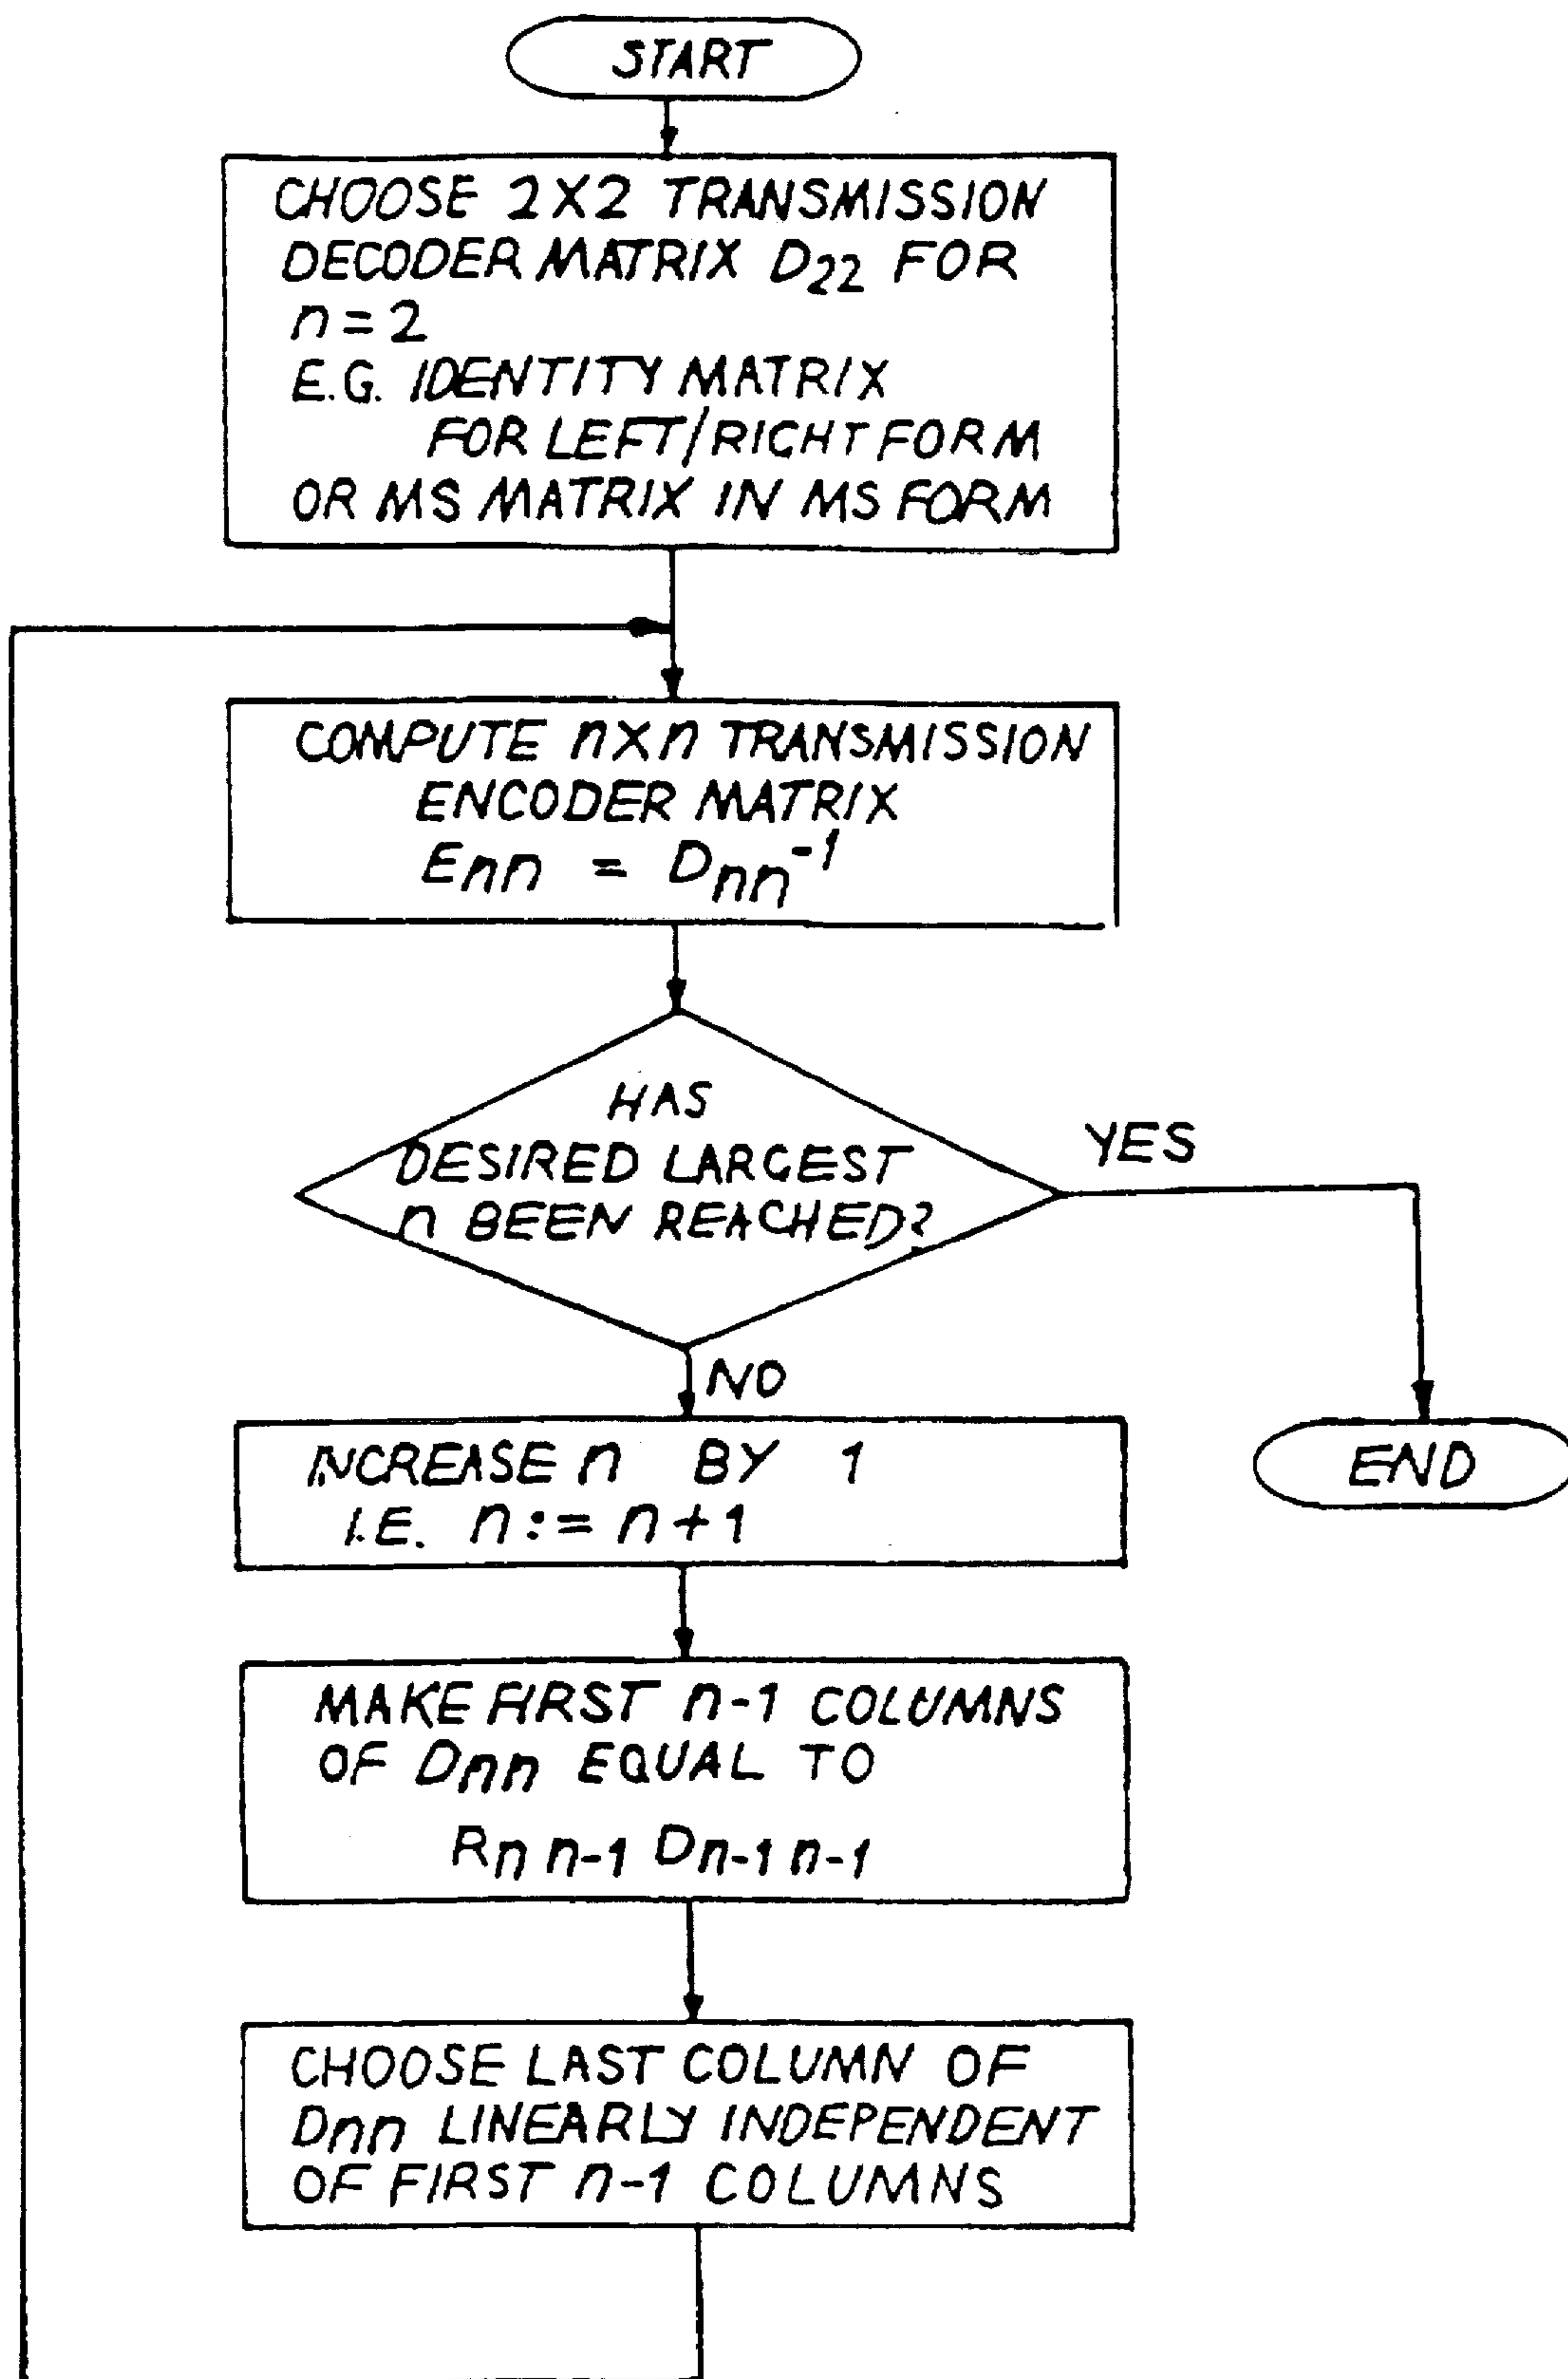 START
CHOOSE 2X2 TRANSMISSION
DECODER MATRIX D22 FOR
n = 2
E.G. IDENTITY MATRIX
FOR LEFT/RIGHT FORM
OR MS MATRIX IN MS FORM
COMPUTE nXn TRANSMISSION
ENCODER MATRIX
Enn = Dnn-1
HAS
DESIRED LARGEST
n BEEN REACHED?
YES
NO
INCREASE n BY 1
I.E. n := n+1
END
MAKE FIRST n-1 COLUMNS
OF Dnn EQUAL TO
Rn n-1 Dn-1 n-1
CHOOSE LAST COLUMN OF
Dnn LINEARLY INDEPENDENT
OF FIRST n-1 COLUMNS